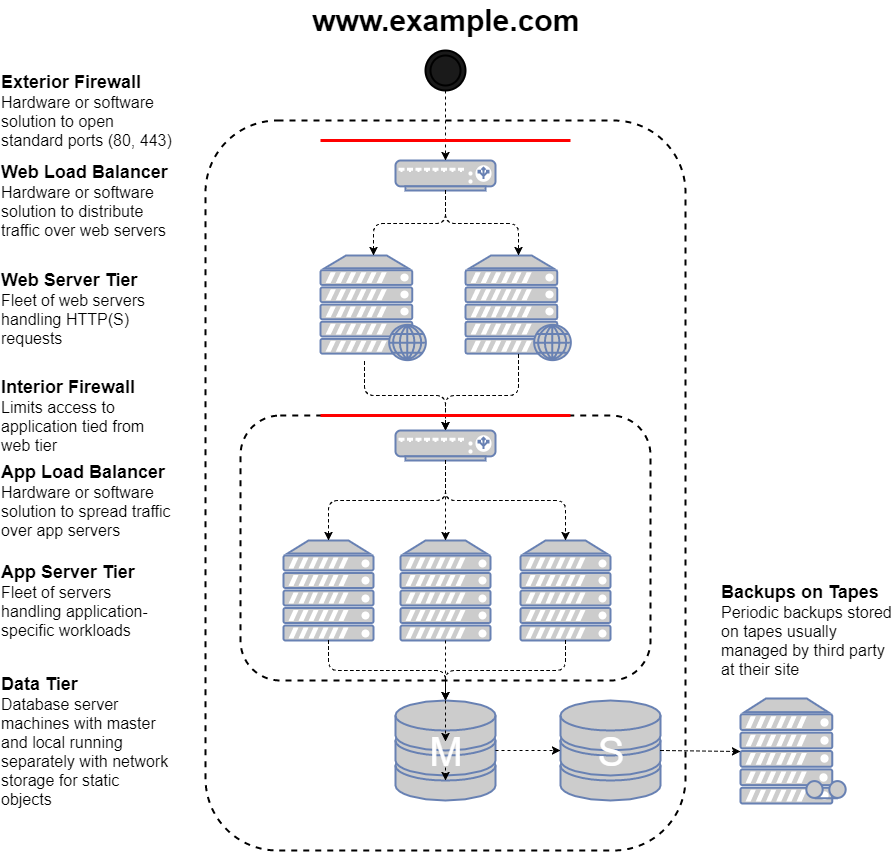 www.example.com
Exterior Firewall
Hardware or software
solution to open
standard ports (80, 443)
Web Load Balancer
Hardware or software
solution to distribute
traffic over web servers
Web Server Tier
Fleet of web servers
handling HTTP(S)
requests
Interior Firewall
Limits access to
application tied from
web tier
App Load Balancer
Hardware or software
solution to spread traffic
over app servers
App Server Tier
Fleet of servers
handling application-
specific workloads
Backups on Tapes
Periodic backups stored
on tapes usually
managed by third party
at their site
Data Tier
Database server
machines with master
and local running
separately with network
storage for static
objects
M
S